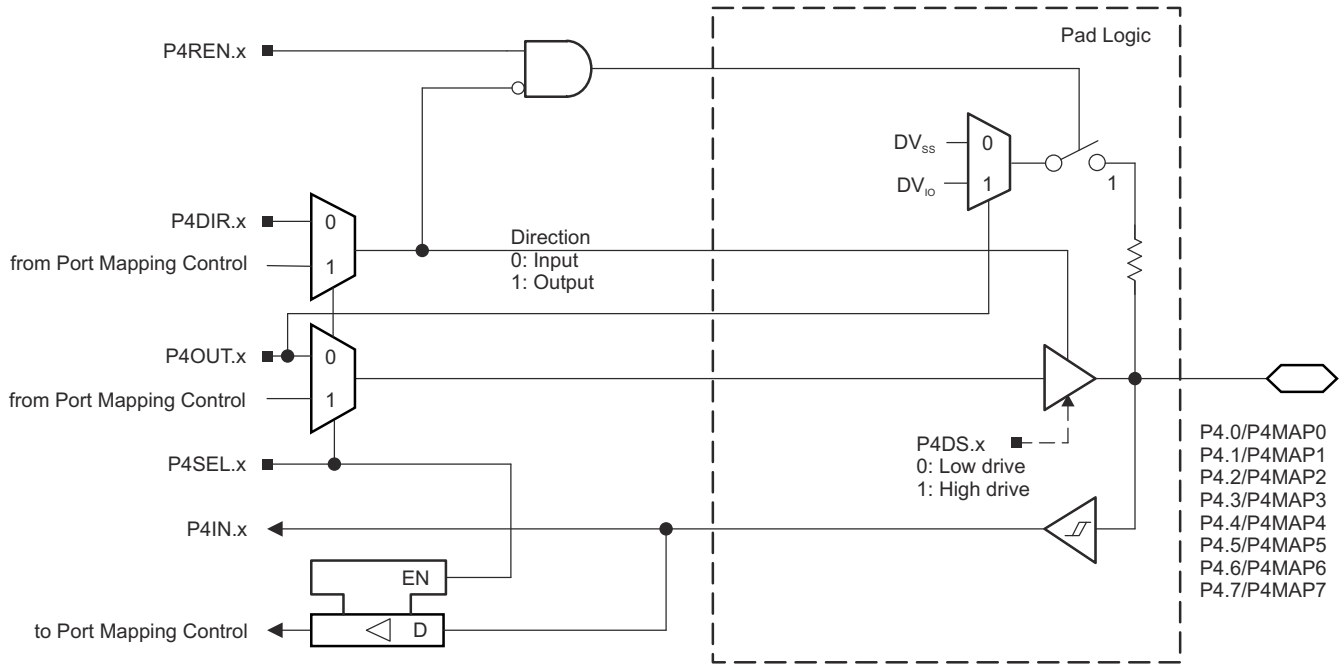 P4REN.x
Pad Logic
DVSS
0
DVIO
1
1
P4DIR.x
0
from Port Mapping Control
1
Direction
0: Input
1: Output
P4OUT.x
0
from Port Mapping Control
1
P4SEL.x
P4DS.x
0: Low drive
1: High drive
P4IN.x
EN
to Port Mapping Control
D
P4.0/P4MAP0
P4.1/P4MAP1
P4.2/P4MAP2
P4.3/P4MAP3
P4.4/P4MAP4
P4.5/P4MAP5
P4.6/P4MAP6
P4.7/P4MAP7